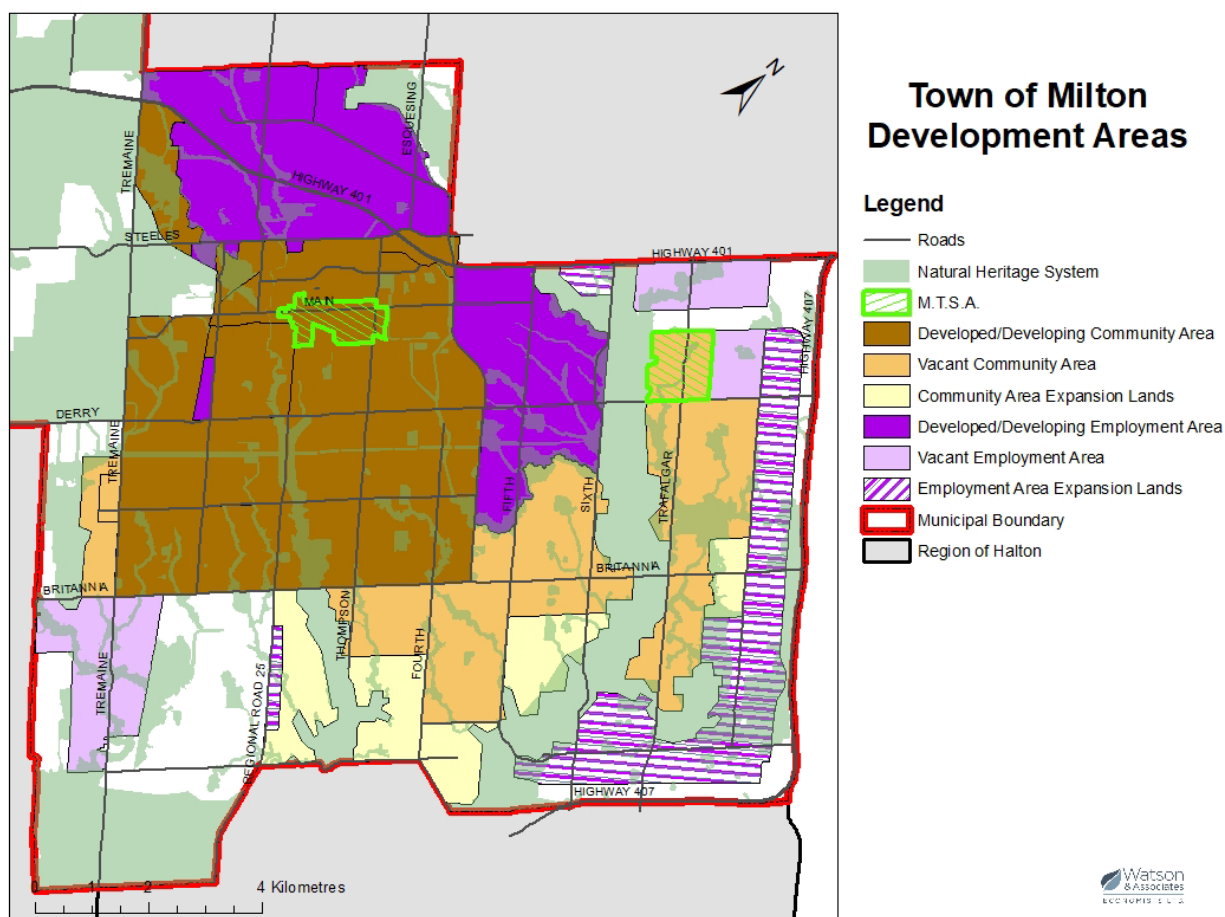 Town of Milton
Development Areas
Legend
Roads
Natural Heritage System
M.T.S.A.
Developed/Developing Community Area
Vacant Community Area
Community Area Expansion Lands
Developed/Developing Employment Area
Vacant Employment Area
Employment Area Expansion Lands
Municipal Boundary
Region of Halton
N
ESQUESING
TREMAINE
HIGHWAY 401
STEELES
HIGHWAY 401
MAIN
HIGHWAY 407
DERRY
TREMAINE
TRAFALGAR
FIFTH
SIXTH
BRITANNIA
BRITANNIA
THOMPSON
FOURTH
TREMAINE
REGIONAL ROAD 25
HIGHWAY 407
0 1 2 4 Kilometres
Watson
& Associates
ECONOMISTS LTD.